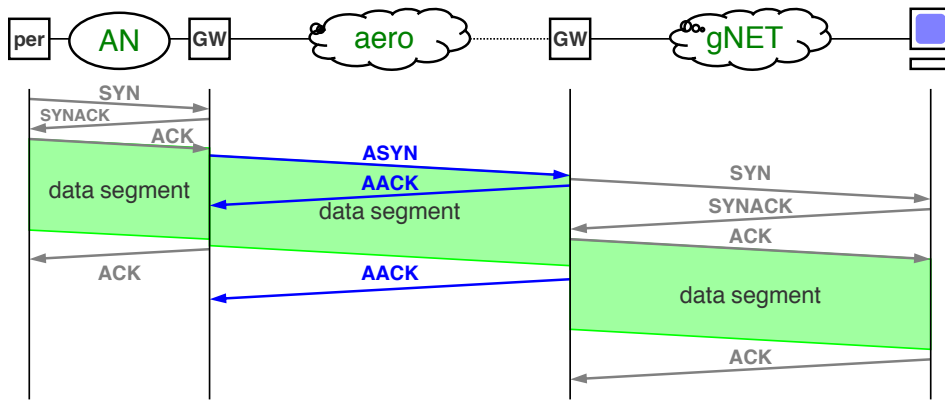 per
AN
GW
aero
GW
gNET
SYN
SYNACK
ACK
ASYN
SYN
data segment
AACK
data segment
SYNACK
ACK
ACK
AACK
data segment
ACK